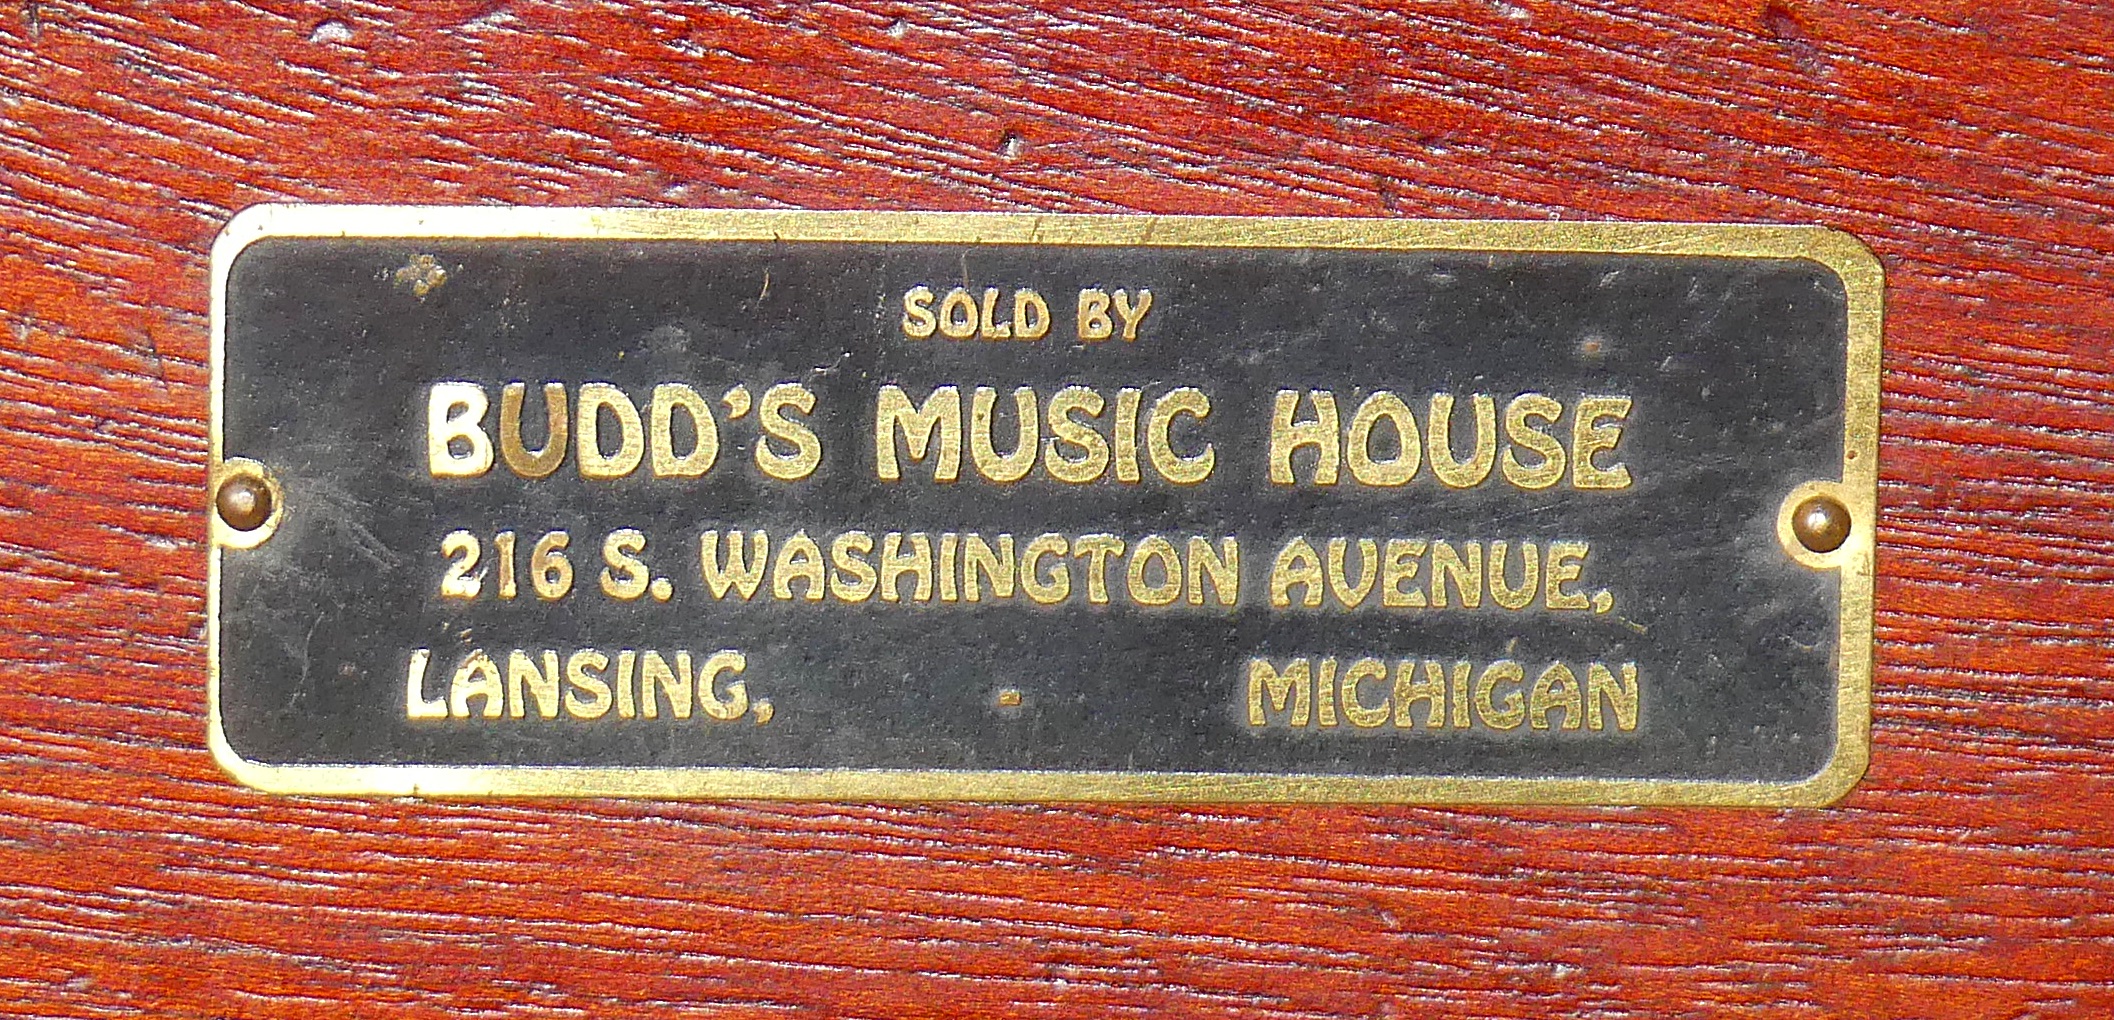 SOLD BY
BUDD'S MUSIC HOUSE
216 S. WASHINGTON AVENUE,
LANSING, - MICHIGAN